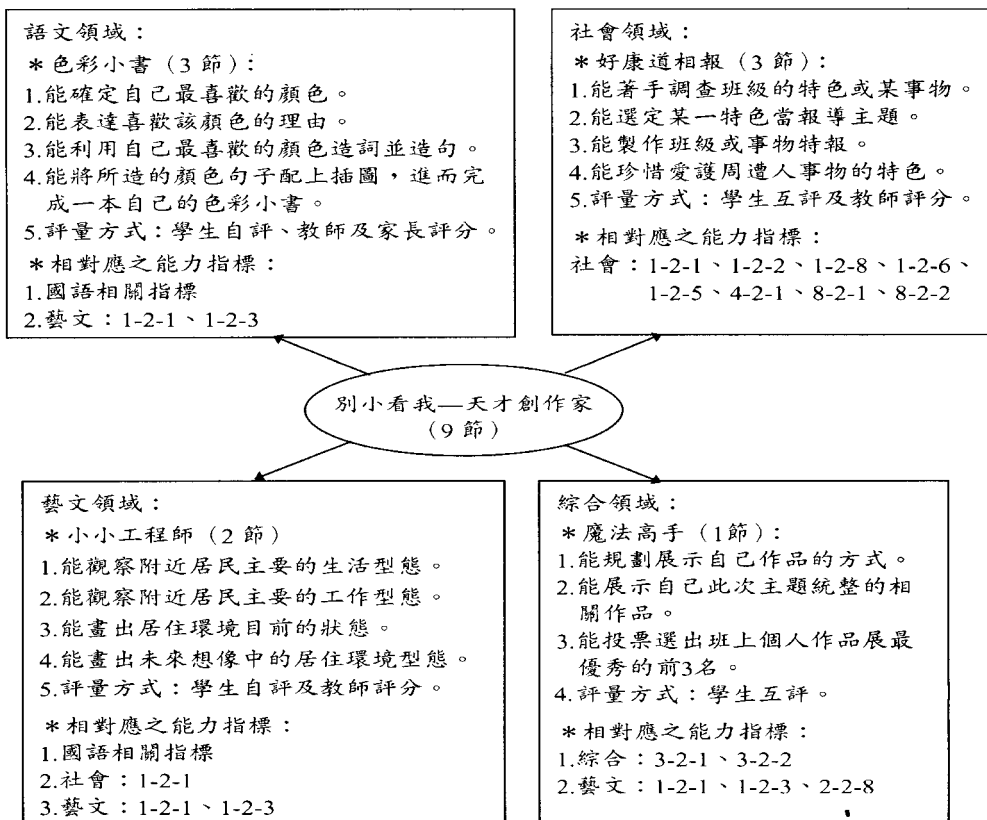 語文領域：
＊色彩小書（3 節）：
1.能確定自己最喜歡的顏色。
2.能表達喜歡該顏色的理由。
3.能利用自己最喜歡的顏色造詞並造句。
4.能將所造的顏色句子配上插圖，進而完
成一本自己的色彩小書。
5.評量方式：學生自評、教師及家長評分。
＊相對應之能力指標：
1.國語相關指標
2.藝文：1-2-1、1-2-3
社會領域：
＊好康道相報（3 節）：
1.能著手調查班級的特色或某事物。
2.能選定某一特色當報導主題。
3.能製作班級或事物特報。
4.能珍惜愛護周遭人事物的特色。
5.評量方式：學生互評及教師評分。
＊相對應之能力指標：
社會：1-2-1、1-2-2、1-2-8、1-2-6、
1-2-5、4-2-1、8-2-1、8-2-2
別小看我—天才創作家
（9 節）
藝文領域：
＊小小工程師（2 節）
1.能觀察附近居民主要的生活型態。
2.能觀察附近居民主要的工作型態。
3.能畫出居住環境目前的狀態。
4.能畫出未來想像中的居住環境型態。
5.評量方式：學生自評及教師評分。
＊相對應之能力指標：
1.國語相關指標
2.社會：1-2-1
3.藝文：1-2-1、1-2-3
綜合領域：
＊魔法高手（1節）：
1.能規劃展示自己作品的方式。
2.能展示自己此次主題統整的相
關作品。
3.能投票選出班上個人作品展最
優秀的前3名。
4.評量方式：學生互評。
＊相對應之能力指標：
1.綜合：3-2-1、3-2-2
2.藝文：1-2-1、1-2-3、2-2-8